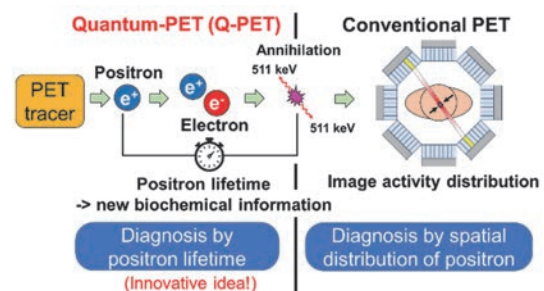 Quantum-PET (Q-PET)
Conventional PET
Annihilation
511 keV
Positron
PET
tracer
e⁺
e⁺
e⁻
Electron
511 keV
Positron lifetime
-> new biochemical information
Image activity distribution
Diagnosis by
positron lifetime
(Innovative idea!)
Diagnosis by spatial
distribution of positron